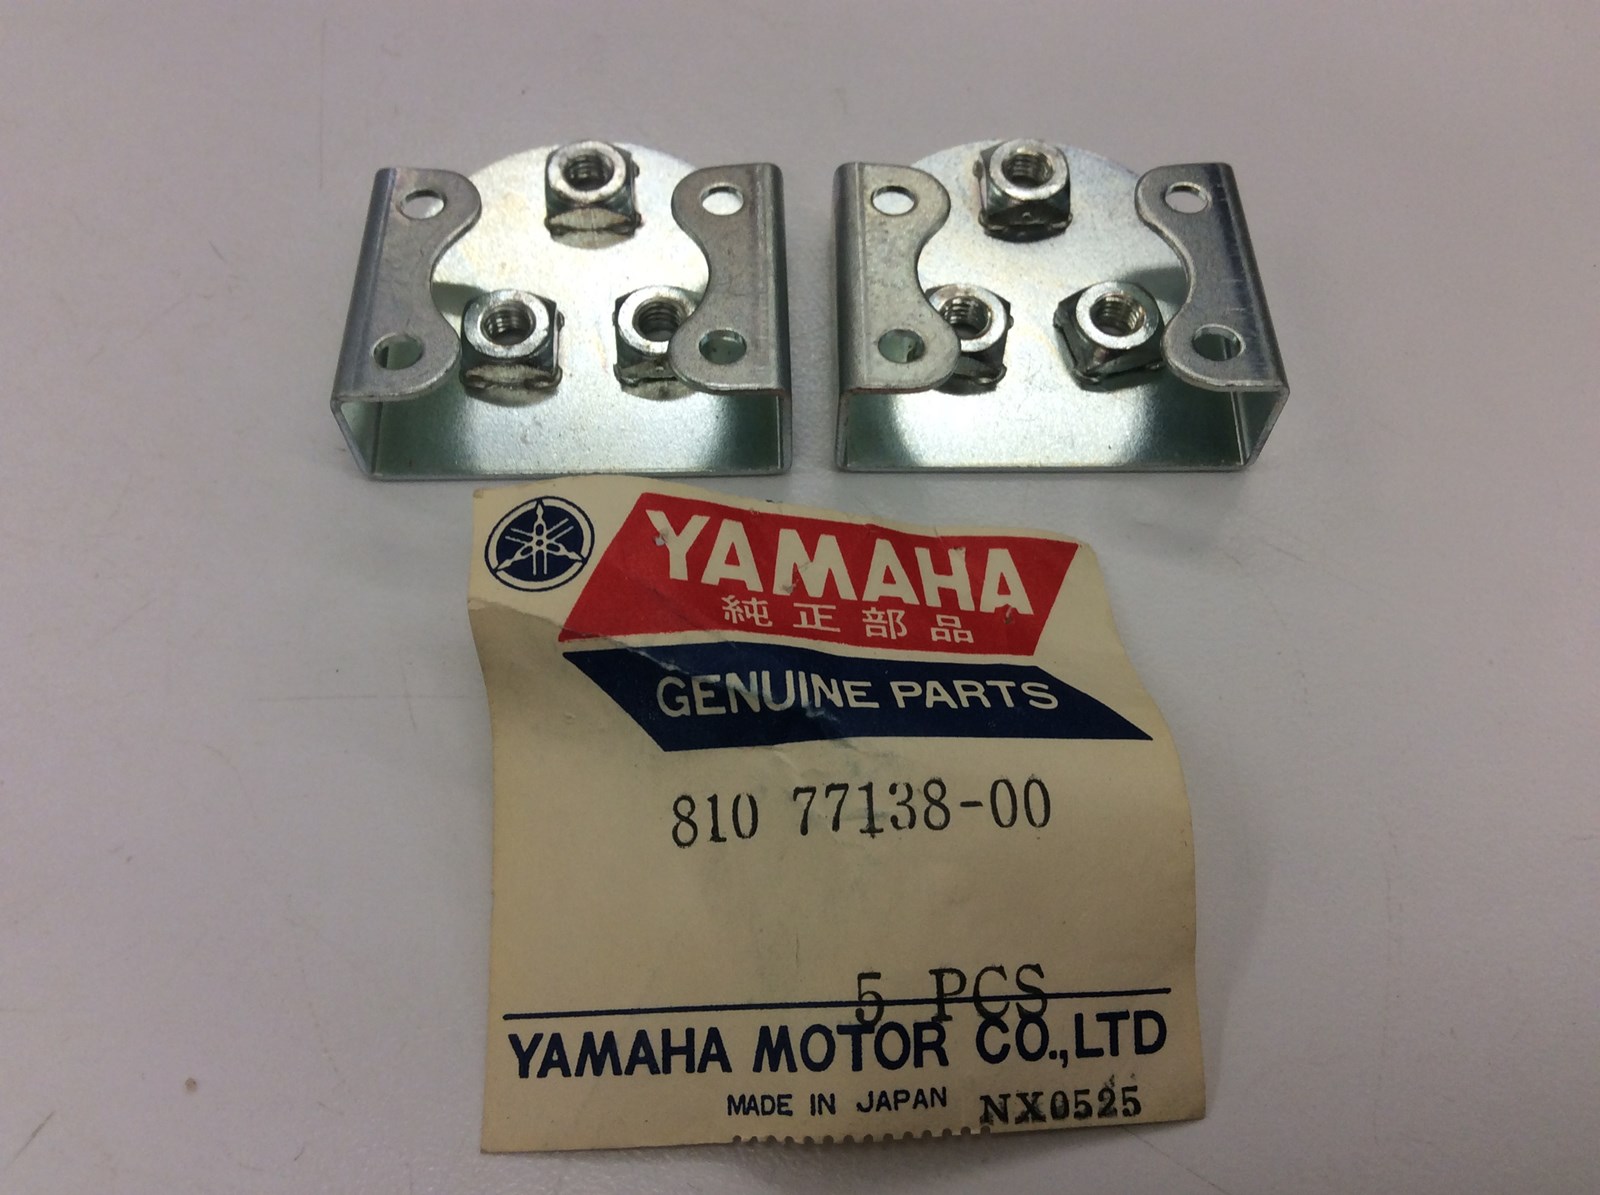 YAMAHA
純正部品
GENUINE PARTS
810 77138-00
5 PCS
YAMAHA MOTOR CO.,LTD
MADE IN JAPAN NX0525